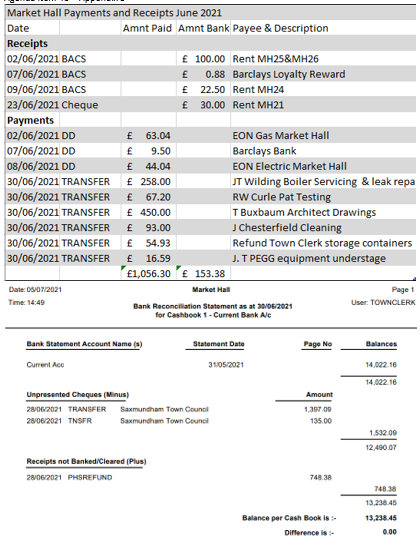 Market Hall Payments and Receipts June 2021
Date Amnt Paid Amnt Bank Payee & Description
Receipts
02/06/2021 BACS £ 100.00 Rent MH25&MH26
07/06/2021 BACS £ 0.88 Barclays Loyalty Reward
09/06/2021 BACS £ 22.50 Rent MH24
23/06/2021 Cheque £ 30.00 Rent MH21
Payments
02/06/2021 DD £ 63.04 EON Gas Market Hall
07/06/2021 DD £ 9.50 Barclays Bank
08/06/2021 DD £ 44.04 EON Electric Market Hall
30/06/2021 TRANSFER £ 258.00 JT Wilding Boiler Servicing & leak repa
30/06/2021 TRANSFER £ 67.20 RW Curle Pat Testing
30/06/2021 TRANSFER £ 450.00 T Buxbaum Architect Drawings
30/06/2021 TRANSFER £ 93.00 J Chesterfield Cleaning
30/06/2021 TRANSFER £ 54.93 Refund Town Clerk storage containers
30/06/2021 TRANSFER £ 16.59 J. T PEGG equipment understage
£1,056.30 £ 153.38
Date: 05/07/2021 Market Hall Page 1
Time: 14:49 Bank Reconciliation Statement as at 30/06/2021 User: TOWNCLERK
for Cashbook 1 - Current Bank A/c
Bank Statement Account Name (s) Statement Date Page No Balances
Current Acc 31/05/2021 14,022.16
14,022.16
Unpresented Cheques (Minus) Amount
28/06/2021 TRANSFER Saxmundham Town Council 1,397.09
28/06/2021 TNSFR Saxmundham Town Council 135.00
1,532.09
12,490.07
Receipts not Banked/Cleared (Plus)
28/06/2021 PHSREFUND 748.38
748.38
13,238.45
Balance per Cash Book is :- 13,238.45
Difference is :- 0.00